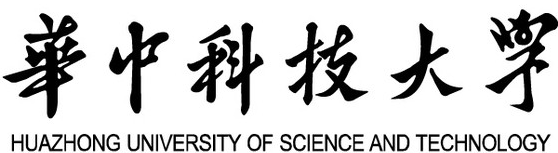 華中科技大學
HUAZHONG UNIVERSITY OF SCIENCE AND TECHNOLOGY